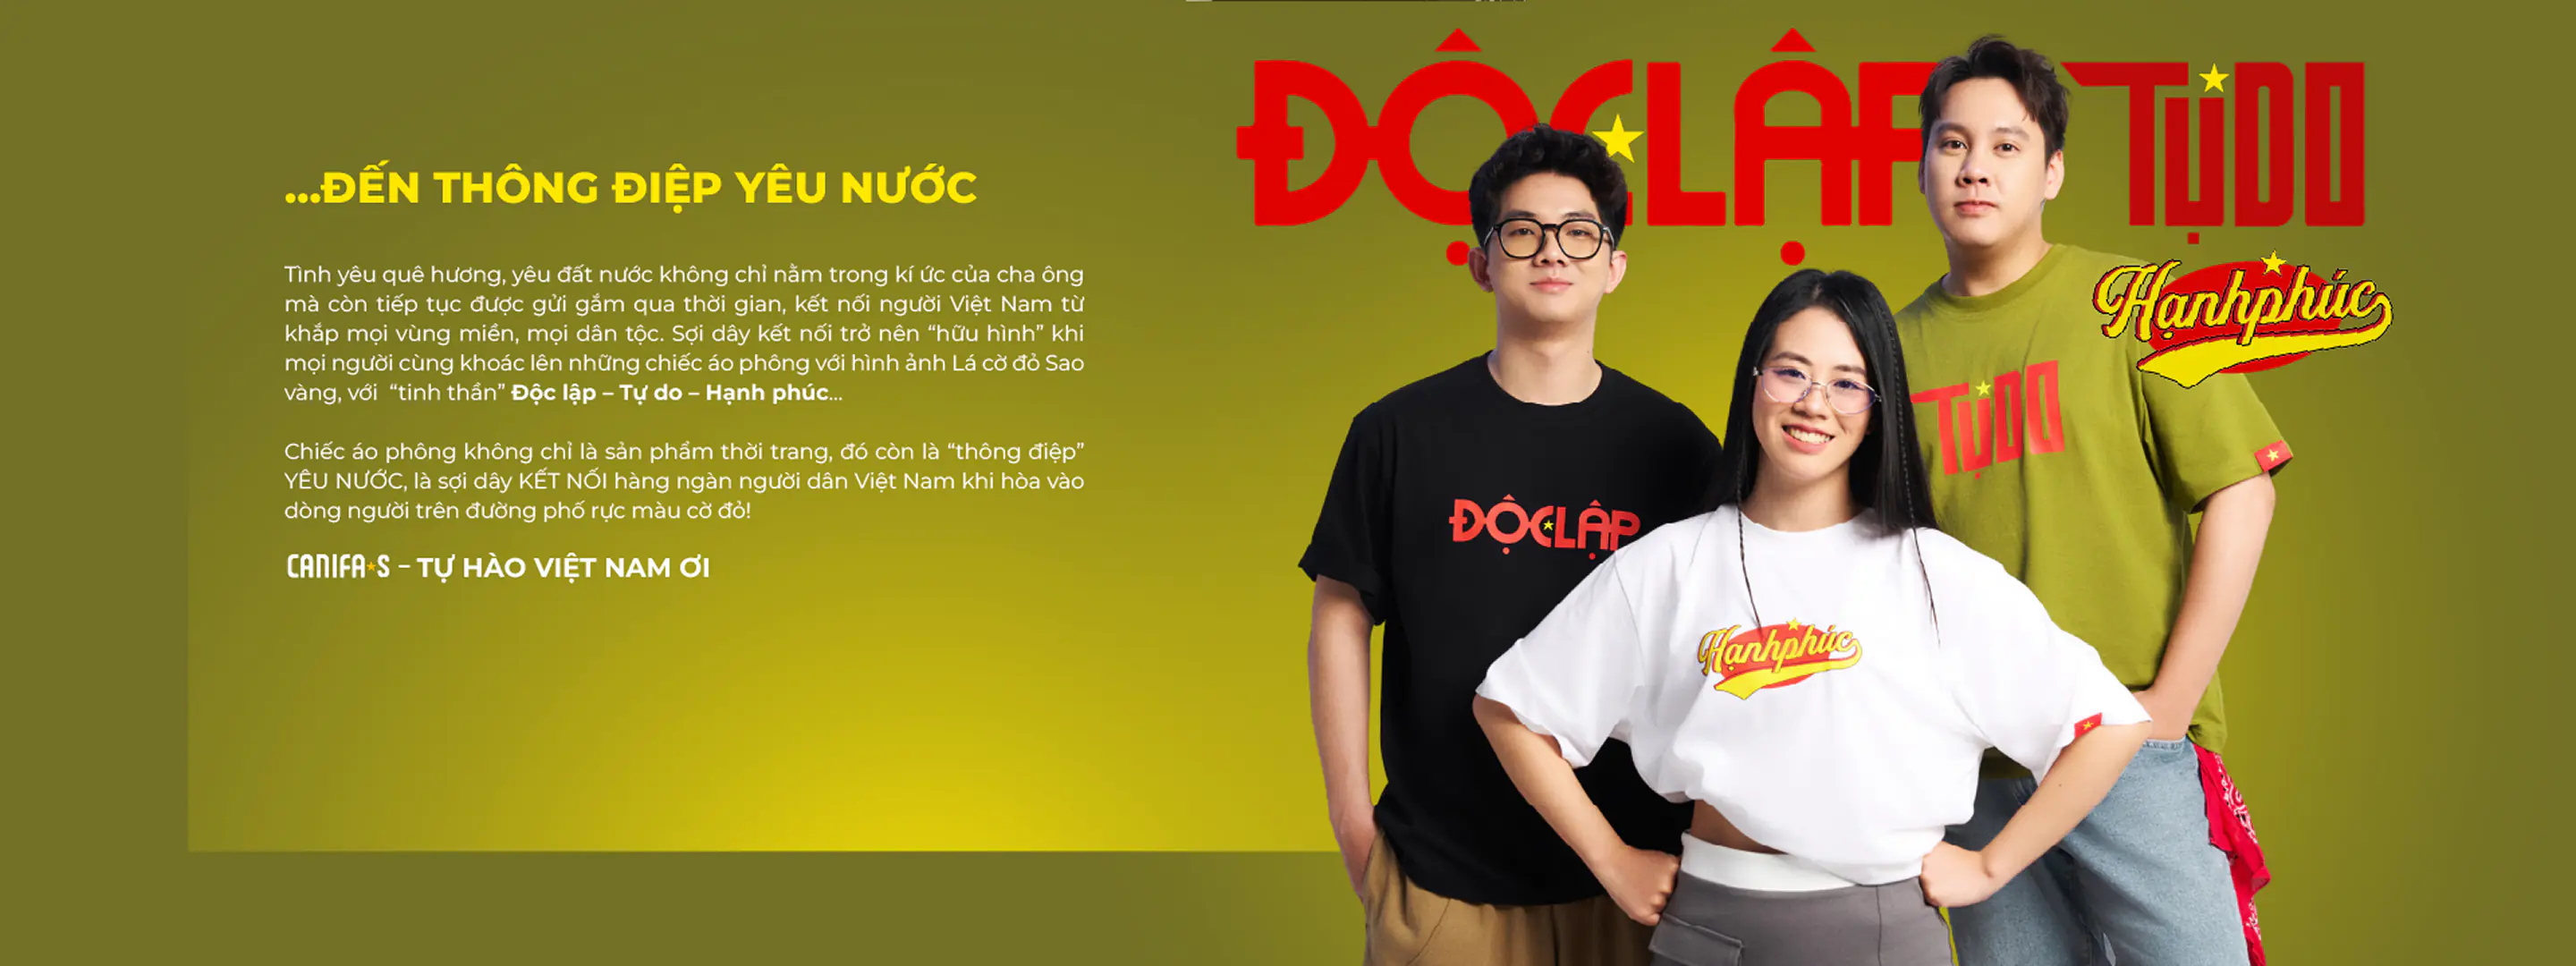 ...ĐẾN THÔNG ĐIỆP YÊU NƯỚC
Tình yêu quê hương, yêu đất nước không chỉ nằm trong kí ức của cha ông
mà còn tiếp tục được gửi gắm qua thời gian, kết nối người Việt Nam từ
khắp mọi vùng miền, mọi dân tộc. Sợi dây kết nối trở nên “hữu hình” khi
mọi người cùng khoác lên những chiếc áo phông với hình ảnh Lá cờ đỏ Sao
vàng, với “tinh thần” Độc lập – Tự do – Hạnh phúc...
Chiếc áo phông không chỉ là sản phẩm thời trang, đó còn là “thông điệp”
YÊU NƯỚC, là sợi dây KẾT NỐI hàng ngàn người dân Việt Nam khi hòa vào
dòng người trên đường phố rực màu cờ đỏ!
CANIFA★S – TỰ HÀO VIỆT NAM ƠI
ĐỘC LẬP TỰ DO
Hạnh phúc
ĐỘC LẬP
TỰ DO
Hạnh phúc